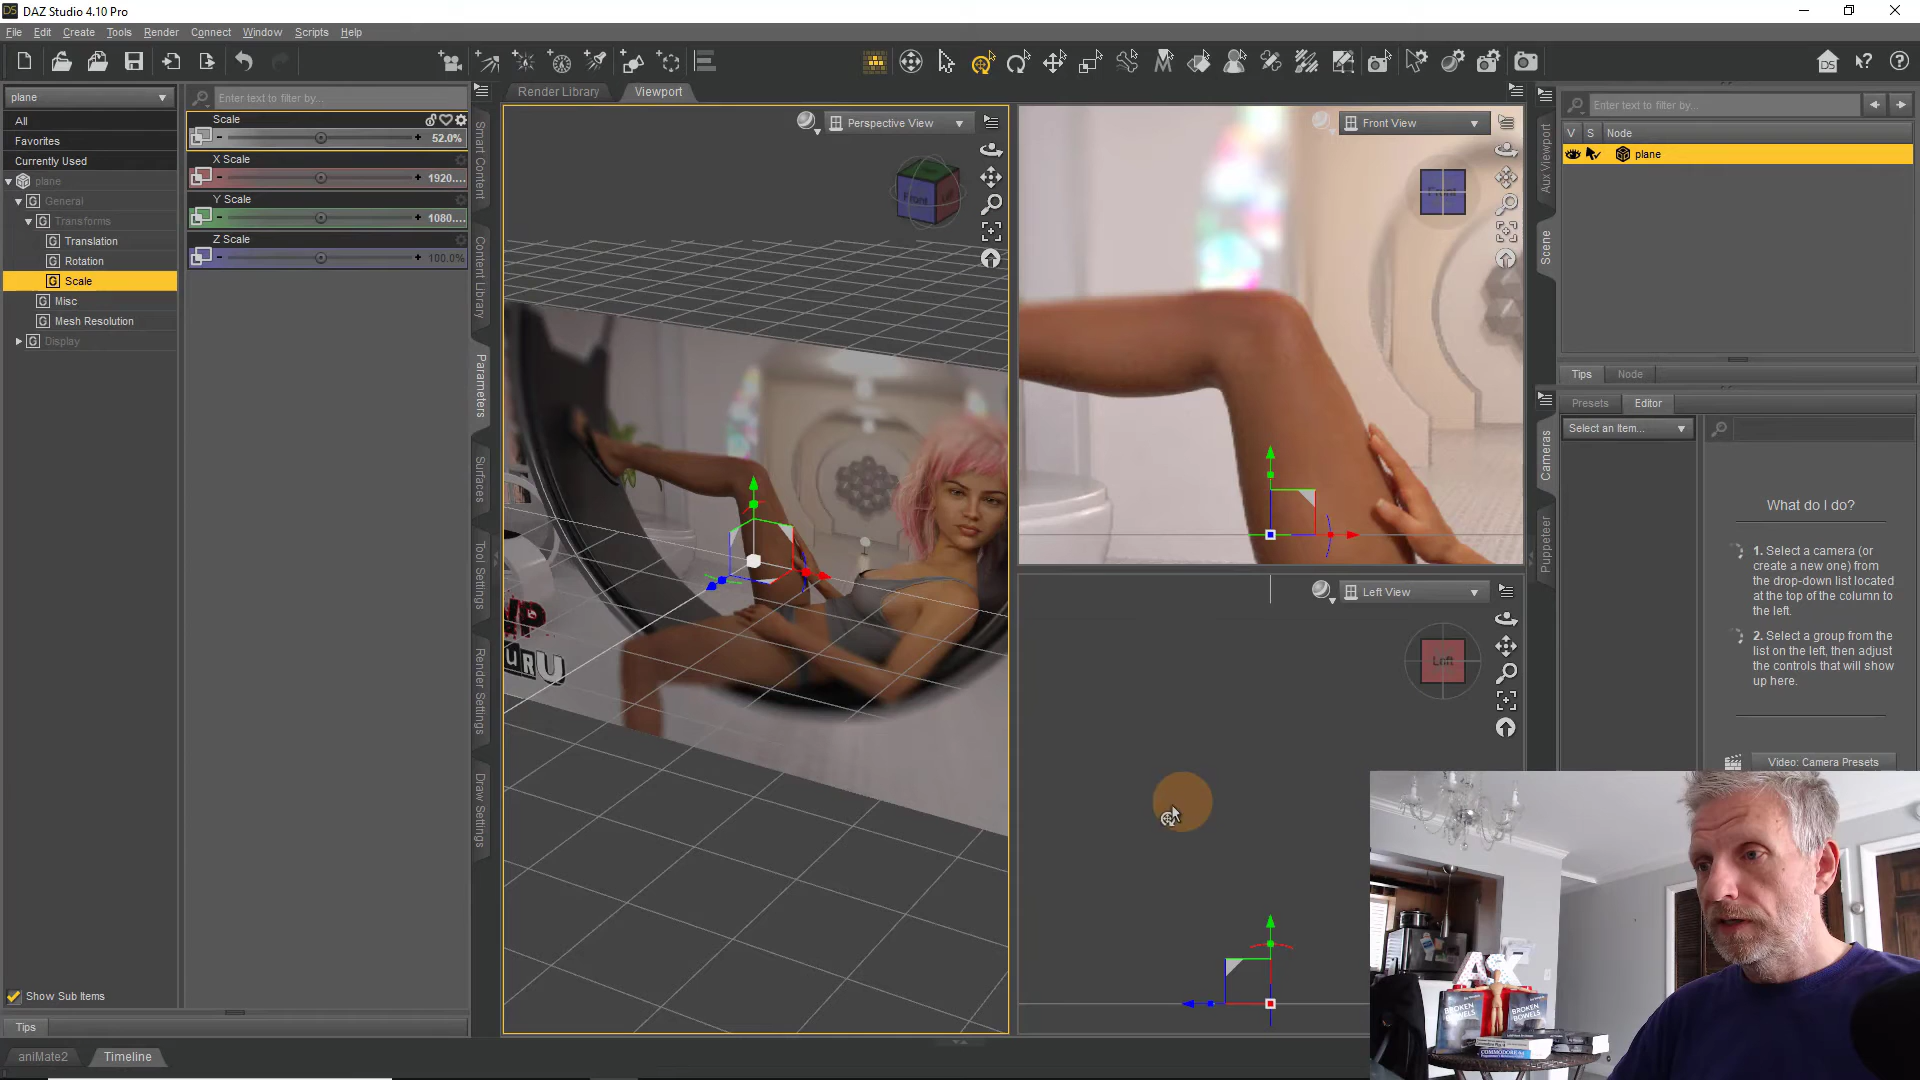 DAZ Studio 4.10 Pro
File Edit Create Tools Render Connect Window Scripts Help
plane
Enter text to filter by...
All
Favorites
Currently Used
plane
General
Transforms
Translation
Rotation
Scale
Misc
Mesh Resolution
Display
Scale
52.0%
X Scale
1920....
Y Scale
1080....
Z Scale
100.0%
Show Sub Items
Tips
aniMate2
Timeline
Smart Content
Content Library
Parameters
Surfaces
Tool Settings
Render Settings
Draw Settings
Render Library
Viewport
Perspective View
Front View
Left View
Aux Viewport
Scene
Cameras
Puppeteer
Enter text to filter by...
V S Node
plane
Tips
Node
Presets
Editor
Select an Item...
What do I do?
1. Select a camera (or
create a new one) from
the drop-down list located
at the top of the column to
the left.
2. Select a group from the
list on the left, then adjust
the controls that will show
up here.
Video: Camera Presets
BROKEN
BOWELS
BROKEN
BOWELS
COMMODORE 64